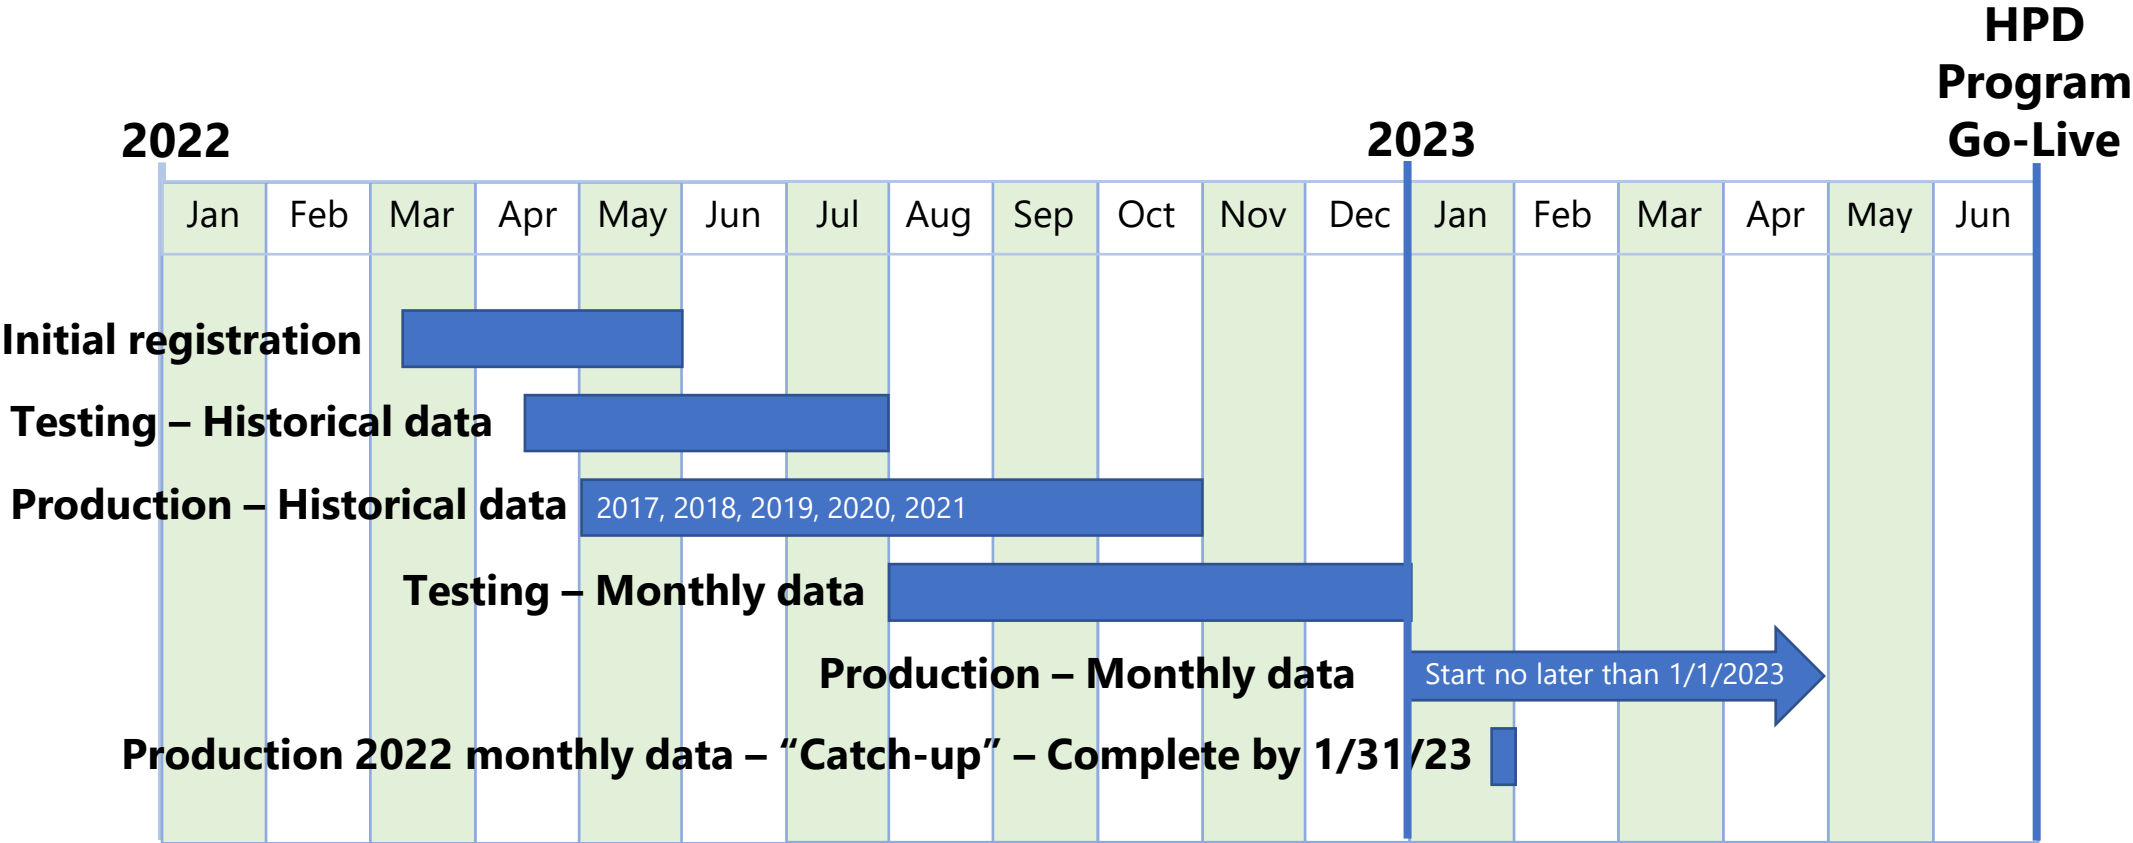 HPD
Program
Go-Live
2022
2023
Jan Feb Mar Apr May Jun Jul Aug Sep Oct Nov Dec Jan Feb Mar Apr May Jun
Initial registration
Testing – Historical data
Production – Historical data 2017, 2018, 2019, 2020, 2021
Testing – Monthly data
Production – Monthly data Start no later than 1/1/2023
Production 2022 monthly data – “Catch-up” – Complete by 1/31/23